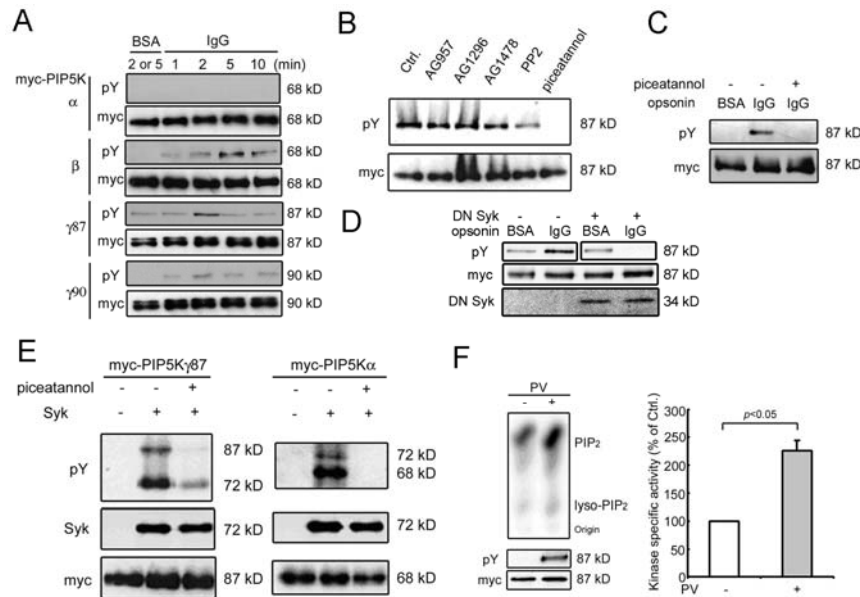 A
BSA IgG
2 or 5 1 2 5 10 (min)
myc-PIP5K
α pY 68 kD
myc 68 kD
β pY 68 kD
myc 68 kD
γ87 pY 87 kD
myc 87 kD
γ90 pY 90 kD
myc 90 kD
B
Ctrl. AG957 AG1296 AG1478 PP2 piceatannol
pY 87 kD
myc 87 kD
C
piceatannol - - +
opsonin BSA IgG IgG
pY 87 kD
myc 87 kD
D
DN Syk - - + +
opsonin BSA IgG BSA IgG
pY 87 kD
myc 87 kD
DN Syk 34 kD
E
myc-PIP5Kγ87 myc-PIP5Kα
piceatannol - - + - - +
Syk - + + - + +
pY 87 kD 72 kD
72 kD 68 kD
Syk 72 kD 72 kD
myc 87 kD 68 kD
F
PV
- +
PIP2
lyso-PIP2
Origin
pY 87 kD
myc 87 kD
Kinase specific activity (% of Ctrl.)
300
250
200
150
100
50
0
p<0.05
PV - +